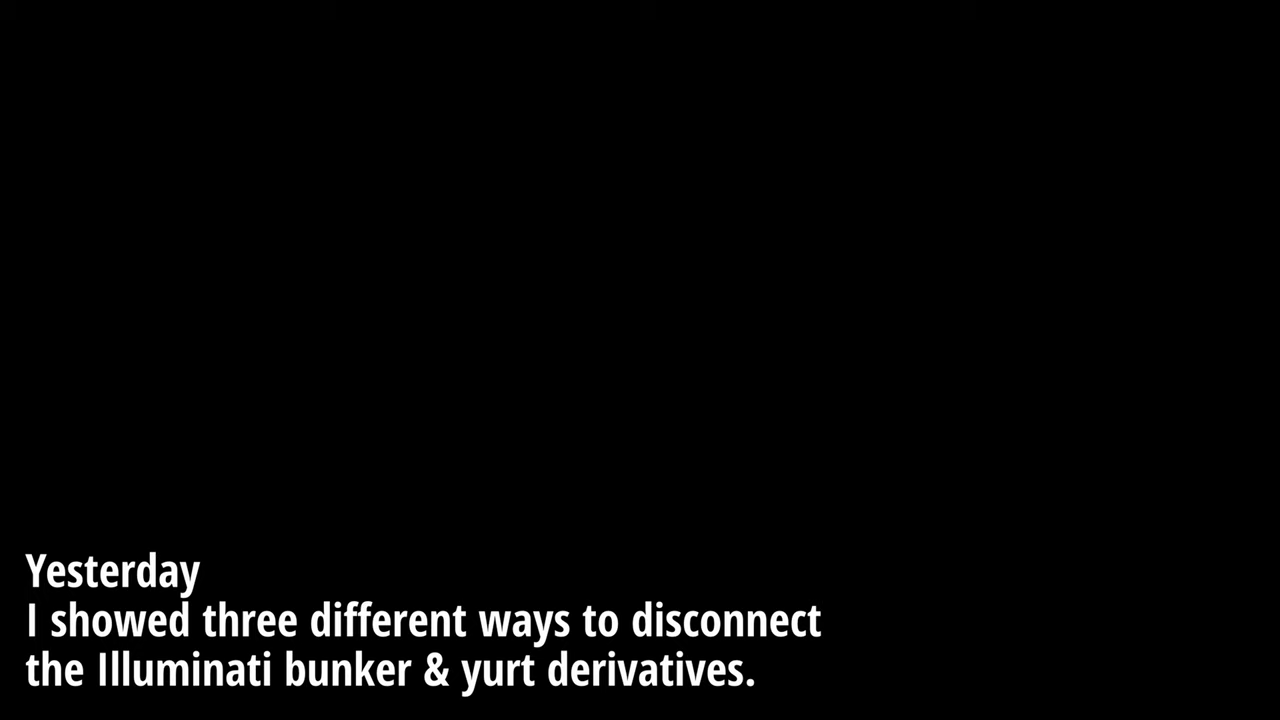 Yesterday
I showed three different ways to disconnect
the Illuminati bunker & yurt derivatives.